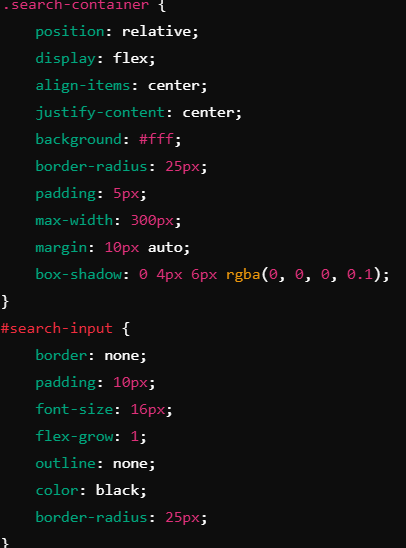 .search-container {
position: relative;
display: flex;
align-items: center;
justify-content: center;
background: #fff;
border-radius: 25px;
padding: 5px;
max-width: 300px;
margin: 10px auto;
box-shadow: 0 4px 6px rgba(0, 0, 0, 0.1);
}
#search-input {
border: none;
padding: 10px;
font-size: 16px;
flex-grow: 1;
outline: none;
color: black;
border-radius: 25px;
}